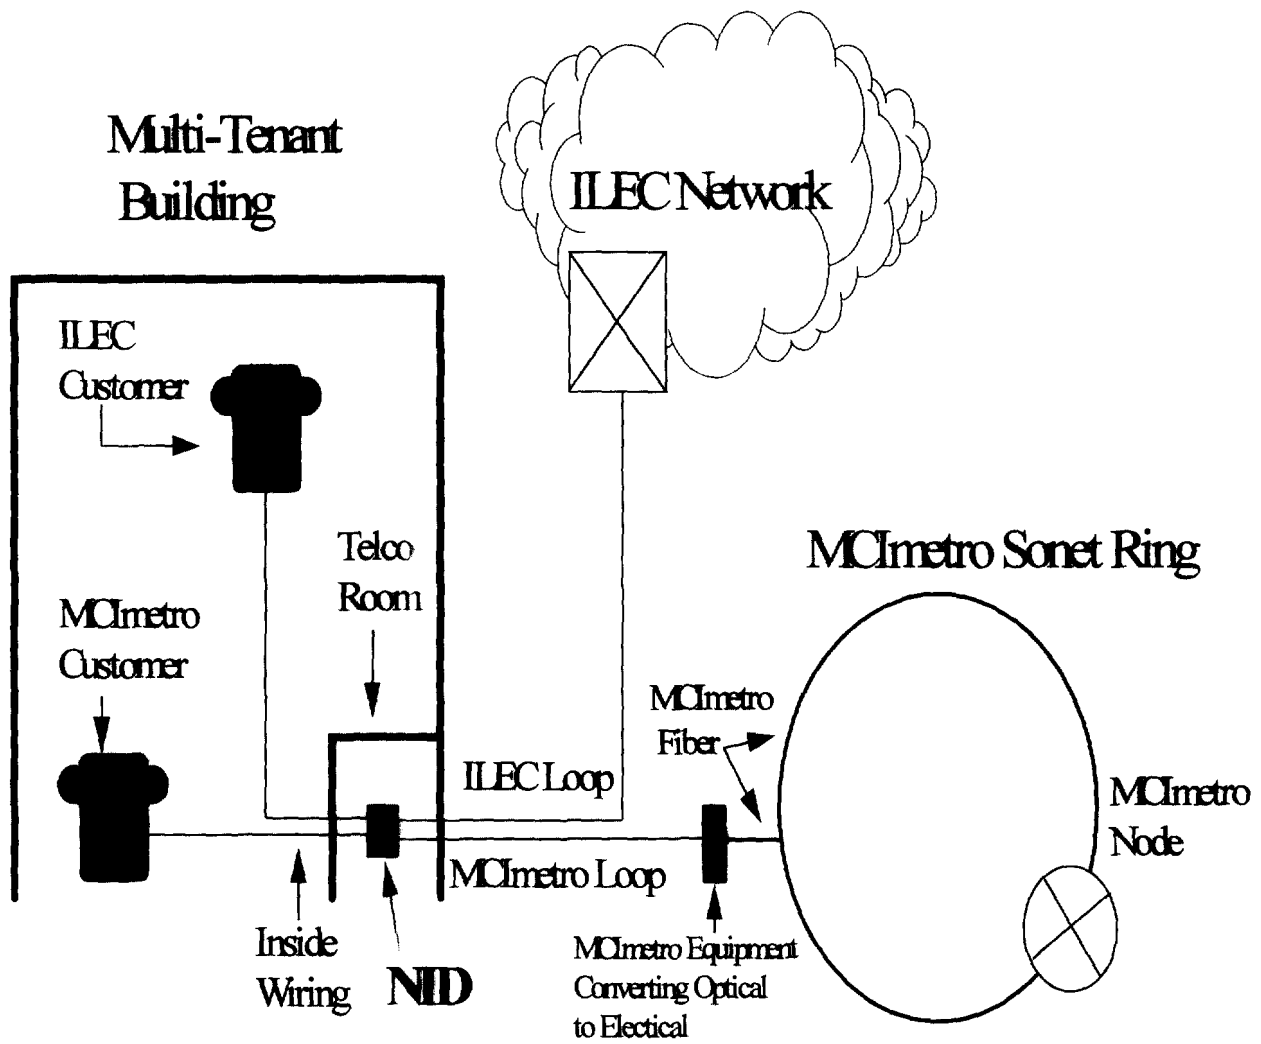 Multi-Tenant
Building
ILEC Network
ILEC
Customer
Telco
Room
MCImetro Sonet Ring
MCImetro
Customer
MCImetro
Fiber
ILEC Loop
MCImetro
Node
MCImetro Loop
Inside
Wiring
NID
MCImetro Equipment
Converting Optical
to Electical